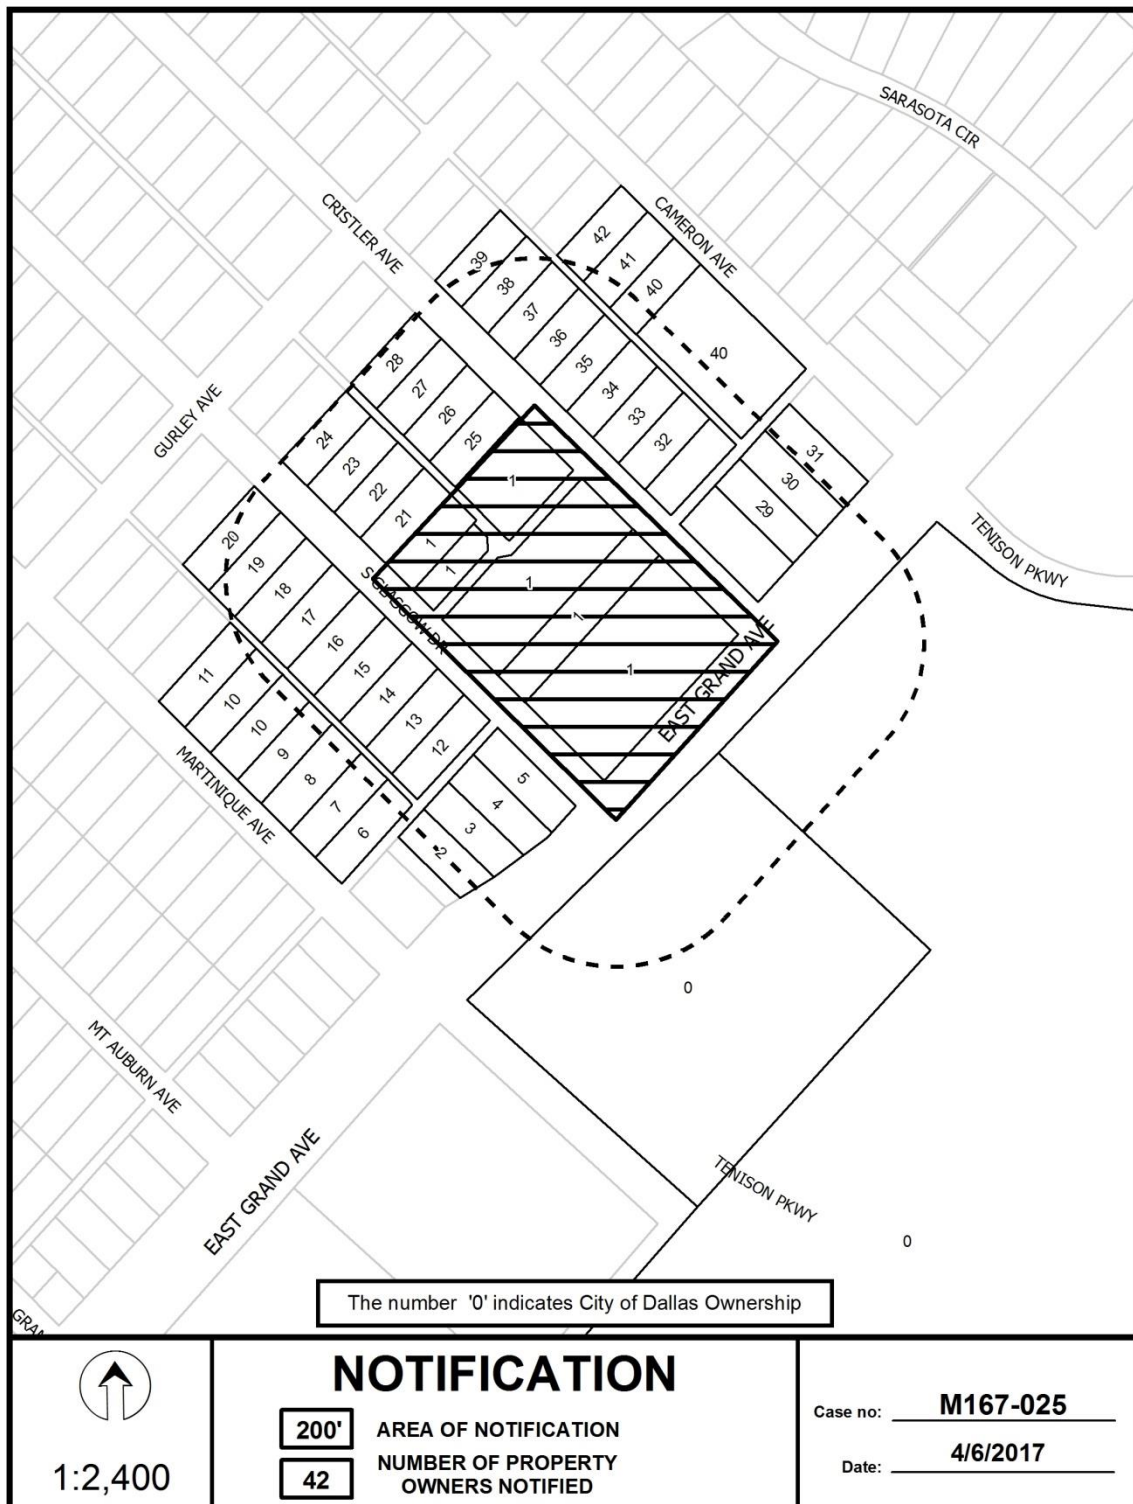 SARASOTA CIR
CAMERON AVE
CRISTLER AVE
42
41
40
40
39
38
37
36
35
34
33
32
31
30
29
28
27
26
25
24
23
22
21
GURLEY AVE
TENISON PKWY
1
1
1
1
1
1
S GLASGOW DR
EAST GRAND AVE
20
19
18
17
16
15
14
13
12
11
10
10
9
8
7
6
5
4
3
2
MARTINIQUE AVE
0
MT AUBURN AVE
EAST GRAND AVE
TENISON PKWY
0
The number '0' indicates City of Dallas Ownership
1:2,400
NOTIFICATION
200' AREA OF NOTIFICATION
42 NUMBER OF PROPERTY
OWNERS NOTIFIED
Case no: M167-025
Date: 4/6/2017